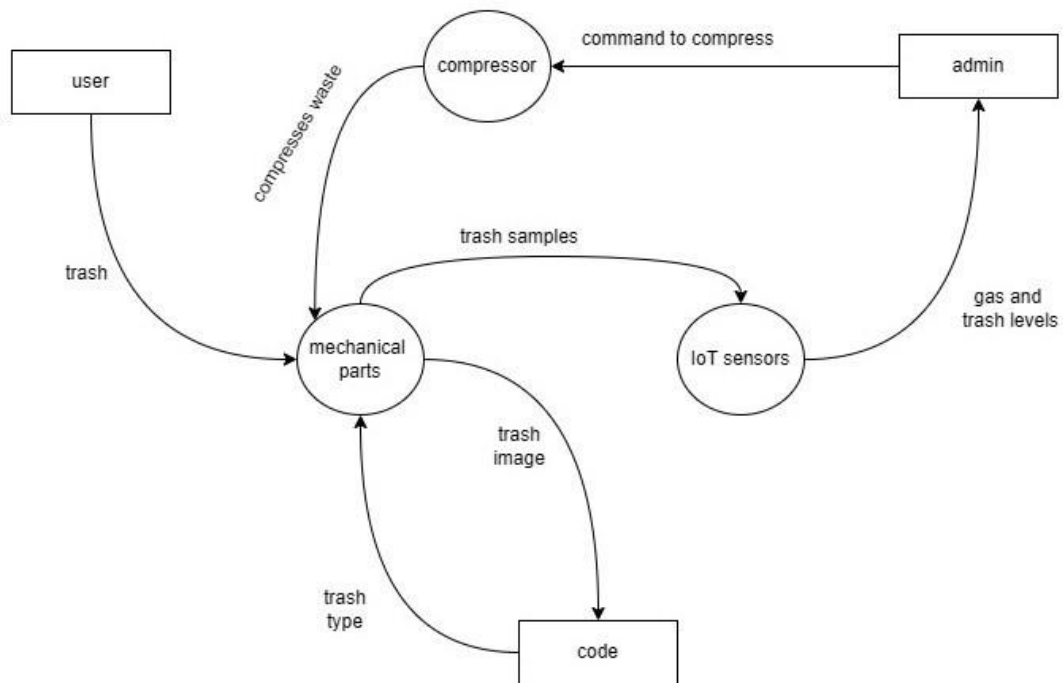 command to compress
user
compressor
admin
compresses waste
trash samples
trash
gas and
trash levels
mechanical
parts
IoT sensors
trash
image
trash
type
code